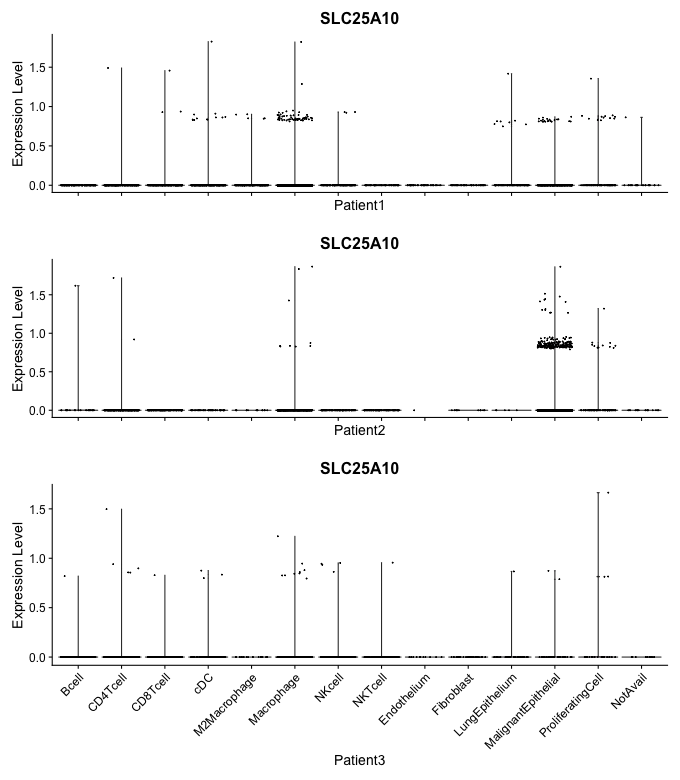 SLC25A10
Expression Level
1.5
1.0
0.5
0.0
Patient1
SLC25A10
Expression Level
1.5
1.0
0.5
0.0
Patient2
SLC25A10
Expression Level
1.5
1.0
0.5
0.0
Bcell
CD4Tcell
CD8Tcell
cDC
M2Macrophage
Macrophage
NKcell
NKTcell
Endothelium
Fibroblast
LungEpithelium
MalignantEpithelial
ProliferatingCell
NotAvail
Patient3